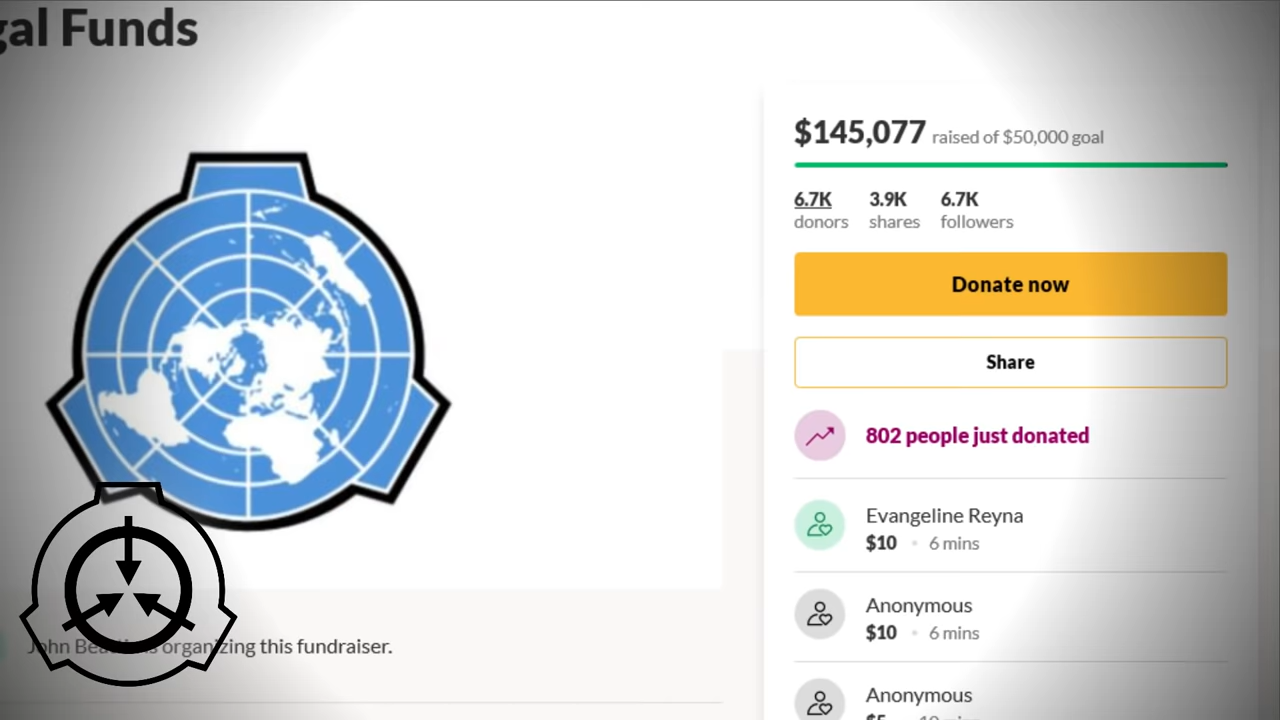 gal Funds
$145,077 raised of $50,000 goal
6.7K 3.9K 6.7K
donors shares followers
Donate now
Share
802 people just donated
Evangeline Reyna
$10 • 6 mins
Anonymous
$10 • 6 mins
Anonymous
$5
John organizing this fundraiser.